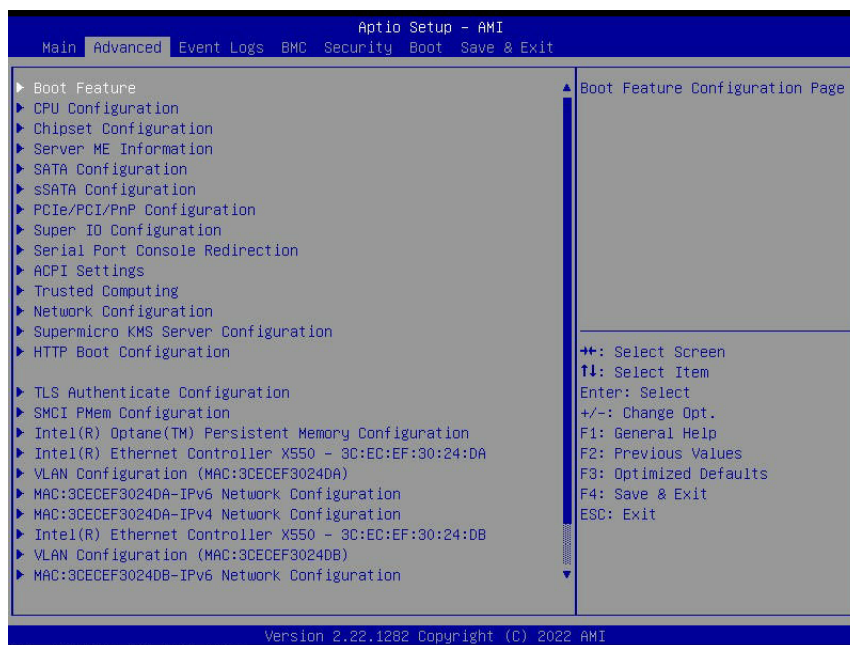 Aptio Setup – AMI
Main Advanced Event Logs BMC Security Boot Save & Exit
Boot Feature
CPU Configuration
Chipset Configuration
Server ME Information
SATA Configuration
sSATA Configuration
PCIe/PCI/PnP Configuration
Super IO Configuration
Serial Port Console Redirection
ACPI Settings
Trusted Computing
Network Configuration
Supermicro KMS Server Configuration
HTTP Boot Configuration
TLS Authenticate Configuration
SMCI PMem Configuration
Intel(R) Optane(TM) Persistent Memory Configuration
Intel(R) Ethernet Controller X550 - 3C:EC:EF:30:24:DA
VLAN Configuration (MAC:3CECEF3024DA)
MAC:3CECEF3024DA-IPv6 Network Configuration
MAC:3CECEF3024DA-IPv4 Network Configuration
Intel(R) Ethernet Controller X550 - 3C:EC:EF:30:24:DB
VLAN Configuration (MAC:3CECEF3024DB)
MAC:3CECEF3024DB-IPv6 Network Configuration
Boot Feature Configuration Page
→←: Select Screen
↑↓: Select Item
Enter: Select
+/-: Change Opt.
F1: General Help
F2: Previous Values
F3: Optimized Defaults
F4: Save & Exit
ESC: Exit
Version 2.22.1282 Copyright (C) 2022 AMI